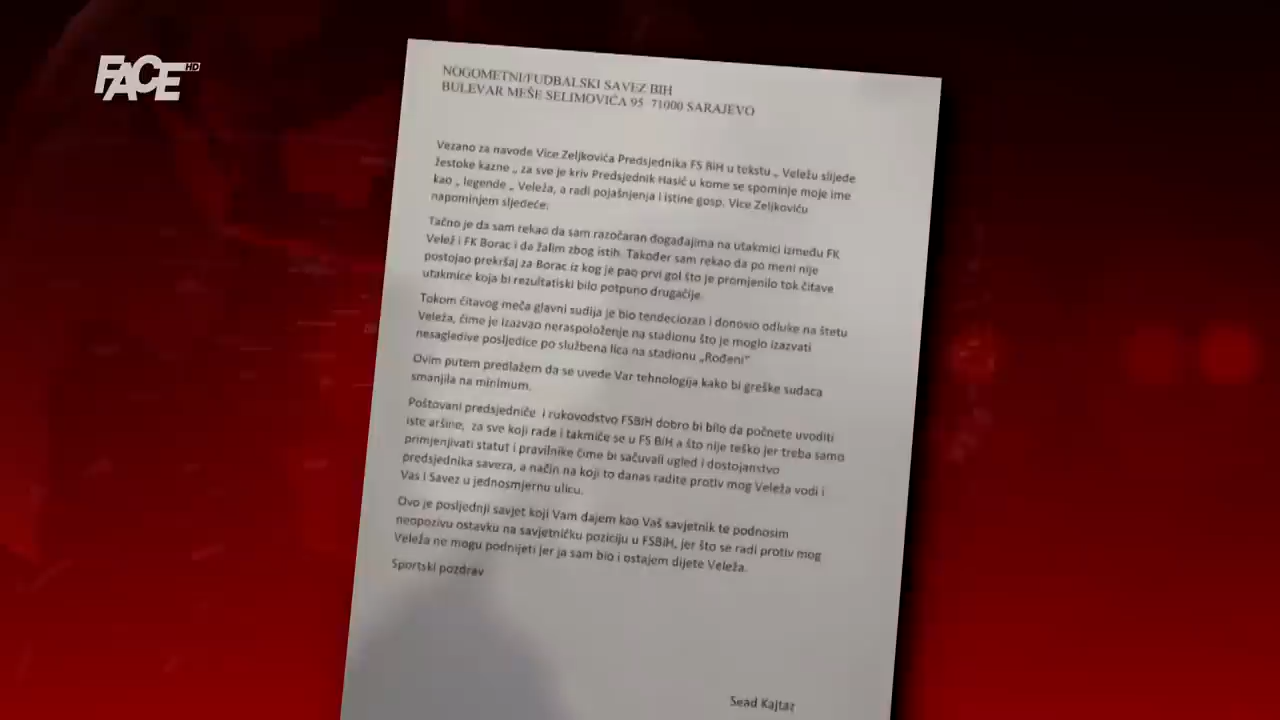 FACE HD
NOGOMETNI/FUDBALSKI SAVEZ BIH
BULEVAR MEŠE SELIMOVIĆA 95 71000 SARAJEVO
Vezano za navode Vice Zeljkovića Predsjednika FS BiH u tekstu „ Veležu slijede
žestoke kazne „ za sve je kriv Predsjednik Hasić u kome se spominje moje ime
kao „ legende „ Veleža, a radi pojašnjenja i istine gosp. Vice Zeljkoviću
napominjem sljedeće:
Tačno je da sam rekao da sam razočaran događajima na utakmici između FK
Velež i FK Borac i da žalim zbog istih. Također sam rekao da po meni nije
postojao prekršaj za Borac iz kog je pao prvi gol što je promjenilo tok čitave
utakmice koja bi rezultatiski bilo potpuno drugačije.
Tokom čitavog meča glavni sudija je bio tendeciozan i donosio odluke na štetu
Veleža, čime je izazvao neraspoloženje na stadionu što je moglo izazvati
nesagledive posljedice po službena lica na stadionu „Rođeni"
Ovim putem predlažem da se uvede Var tehnologija kako bi greške sudaca
smanjila na minimum.
Poštovani predsjedniče i rukovodstvo FSBiH dobro bi bilo da počnete uvoditi
iste aršine, za sve koji rade i takmiče se u FS BiH a što nije teško jer treba samo
primjenjivati statut i pravilnike čime bi sačuvali ugled i dostojanstvo
predsjednika saveza, a način na koji to danas radite protiv mog Veleža vodi i
Vas i Savez u jednosmjernu ulicu.
Ovo je posljednji savjet koji Vam dajem kao Vaš savjetnik te podnosim
neopozivu ostavku na savjetničku poziciju u FSBiH, jer što se radi protiv mog
Veleža ne mogu podnijeti jer ja sam bio i ostajem dijete Veleža.
Sportski pozdrav
Sead Kajtaz